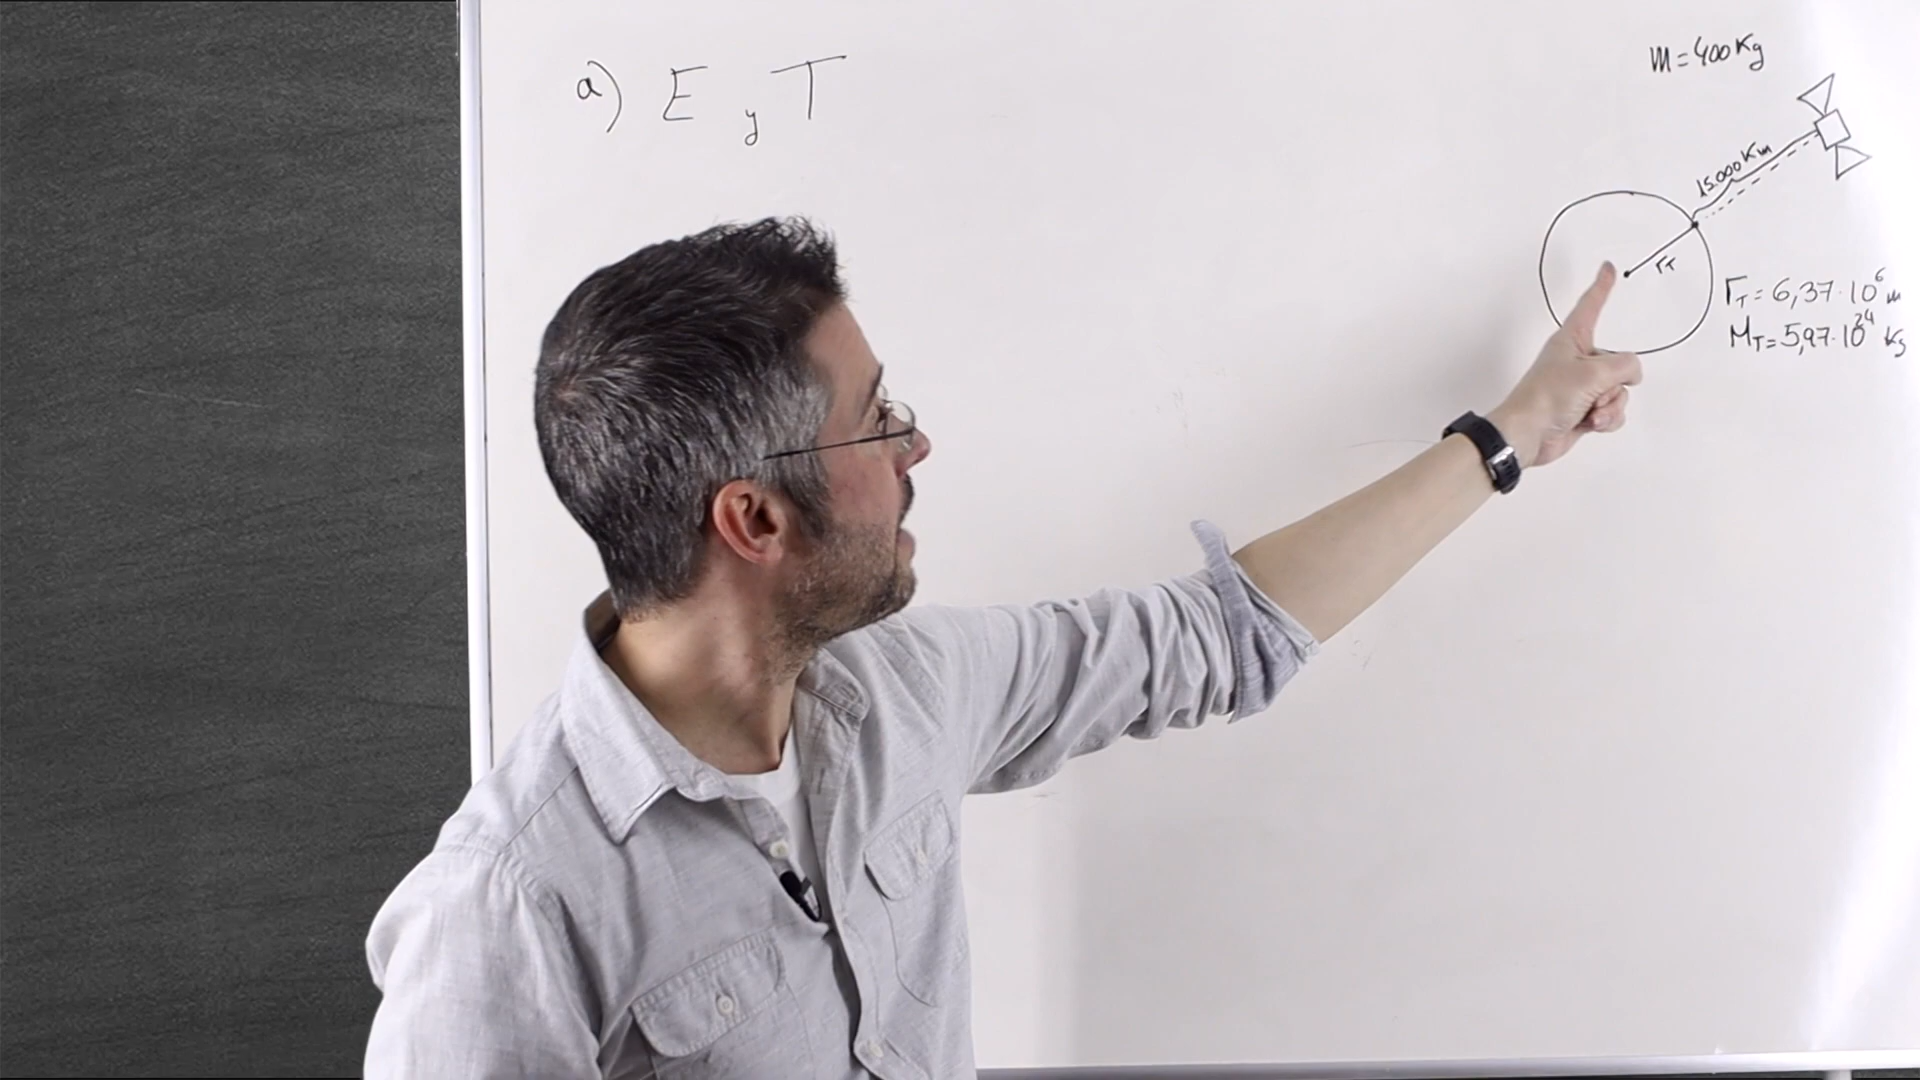 a) E y T
m = 400 Kg
15.000 Km
rT
rT = 6,37·10⁶ m
MT = 5,97·10²⁴ Kg